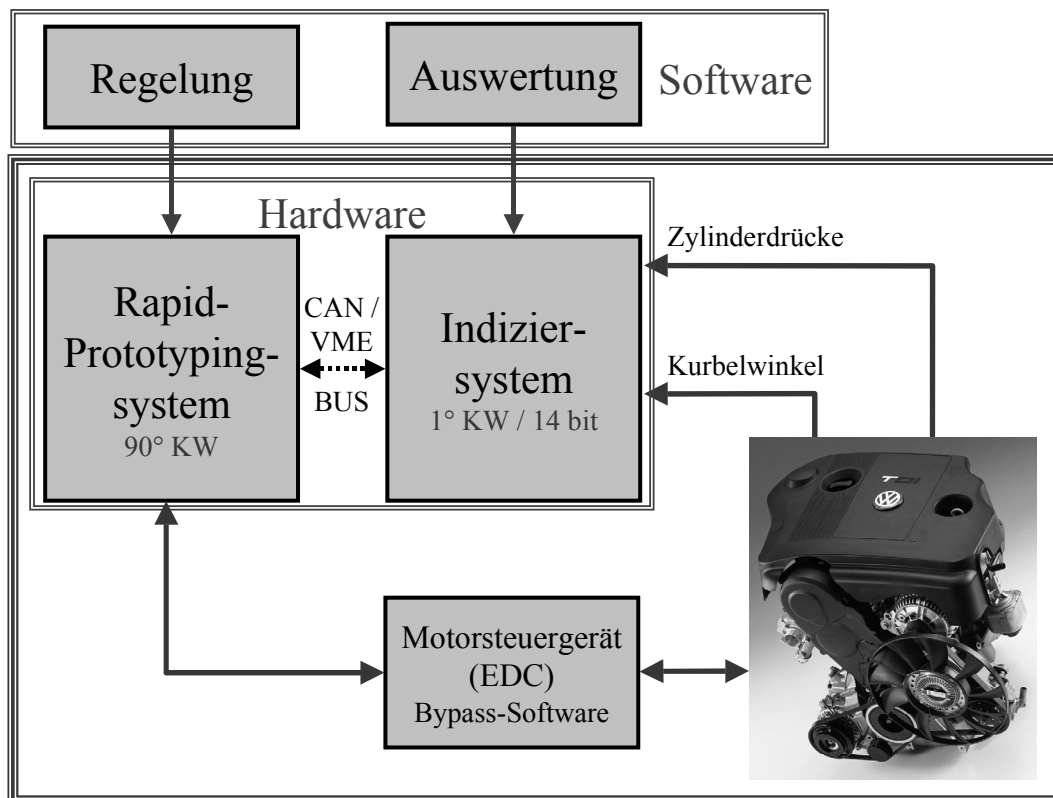 Regelung
Auswertung
Software
Hardware
Rapid-
Prototyping-
system
90° KW
CAN /
VME
BUS
Indizier-
system
1° KW / 14 bit
Zylinderdrücke
Kurbelwinkel
Motorsteuergerät
(EDC)
Bypass-Software
TDI